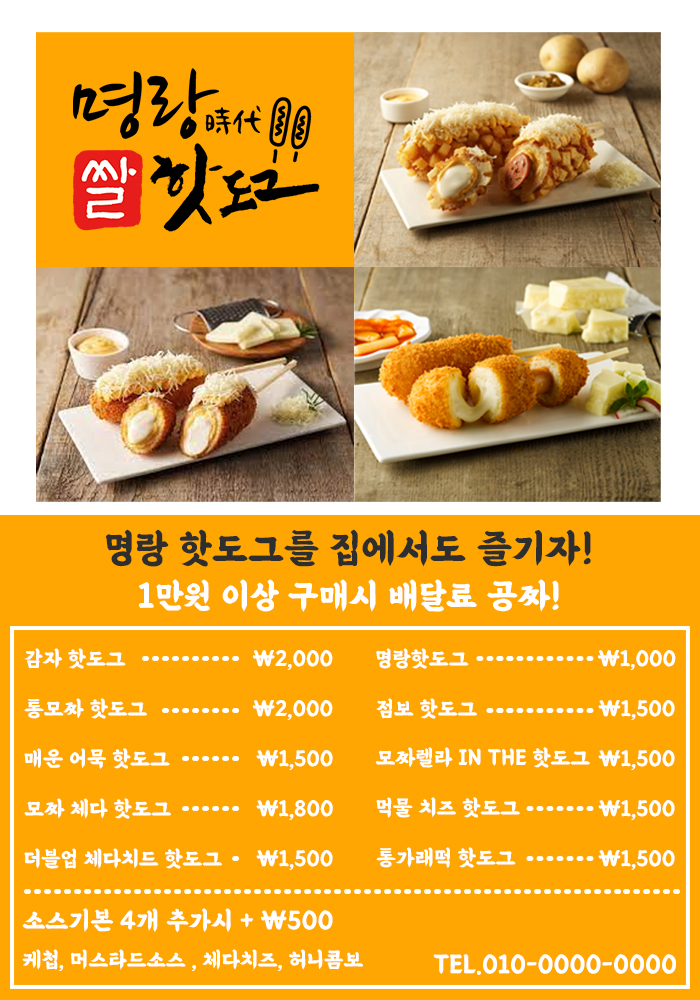 명랑時代
쌀핫도그
명랑 핫도그를 집에서도 즐기자!
1만원 이상 구매시 배달료 공짜!
감자 핫도그 ₩2,000
명랑핫도그 ₩1,000
통모짜 핫도그 ₩2,000
점보 핫도그 ₩1,500
매운 어묵 핫도그 ₩1,500
모짜렐라 IN THE 핫도그 ₩1,500
모짜 체다 핫도그 ₩1,800
먹물 치즈 핫도그 ₩1,500
더블업 체다치드 핫도그 ₩1,500
통가래떡 핫도그 ₩1,500
소스기본 4개 추가시 + ₩500
케첩, 머스타드소스 , 체다치즈, 허니콤보
TEL.010-0000-0000